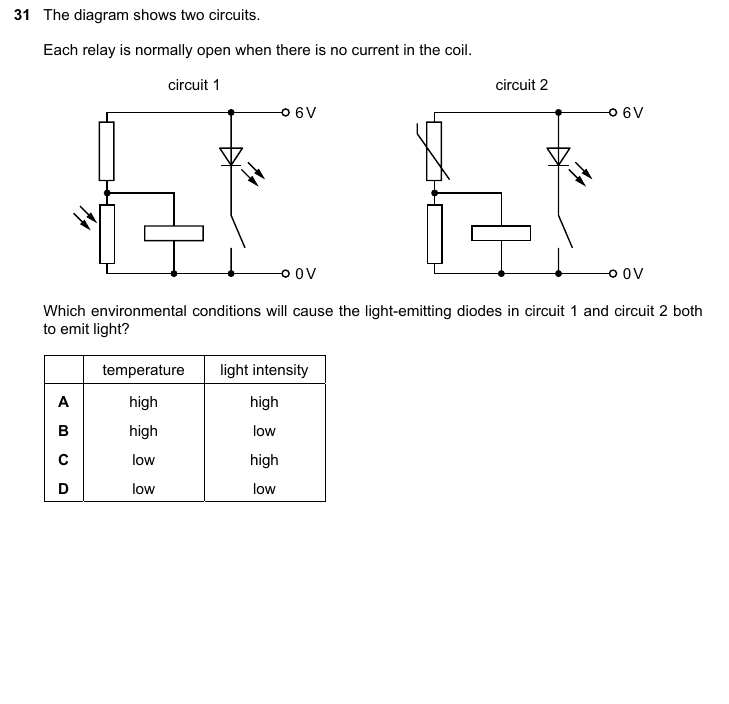 31 The diagram shows two circuits.
Each relay is normally open when there is no current in the coil.
circuit 1
circuit 2
6 V
6 V
0 V
0 V
Which environmental conditions will cause the light-emitting diodes in circuit 1 and circuit 2 both
to emit light?
temperature light intensity
A high high
B high low
C low high
D low low